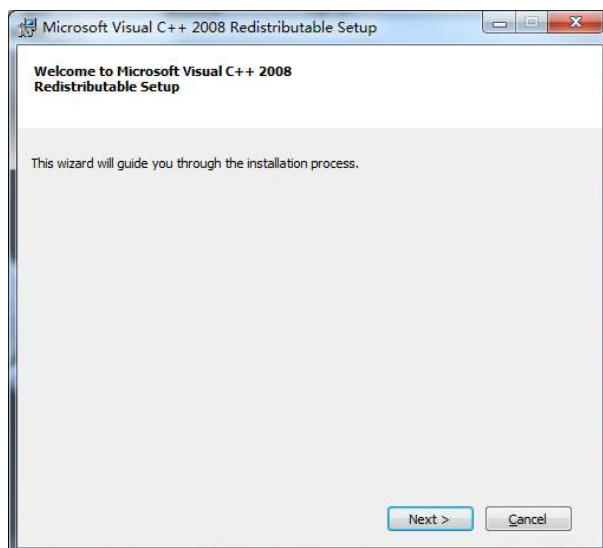 Microsoft Visual C++ 2008 Redistributable Setup
Welcome to Microsoft Visual C++ 2008
Redistributable Setup
This wizard will guide you through the installation process.
Next >
Cancel